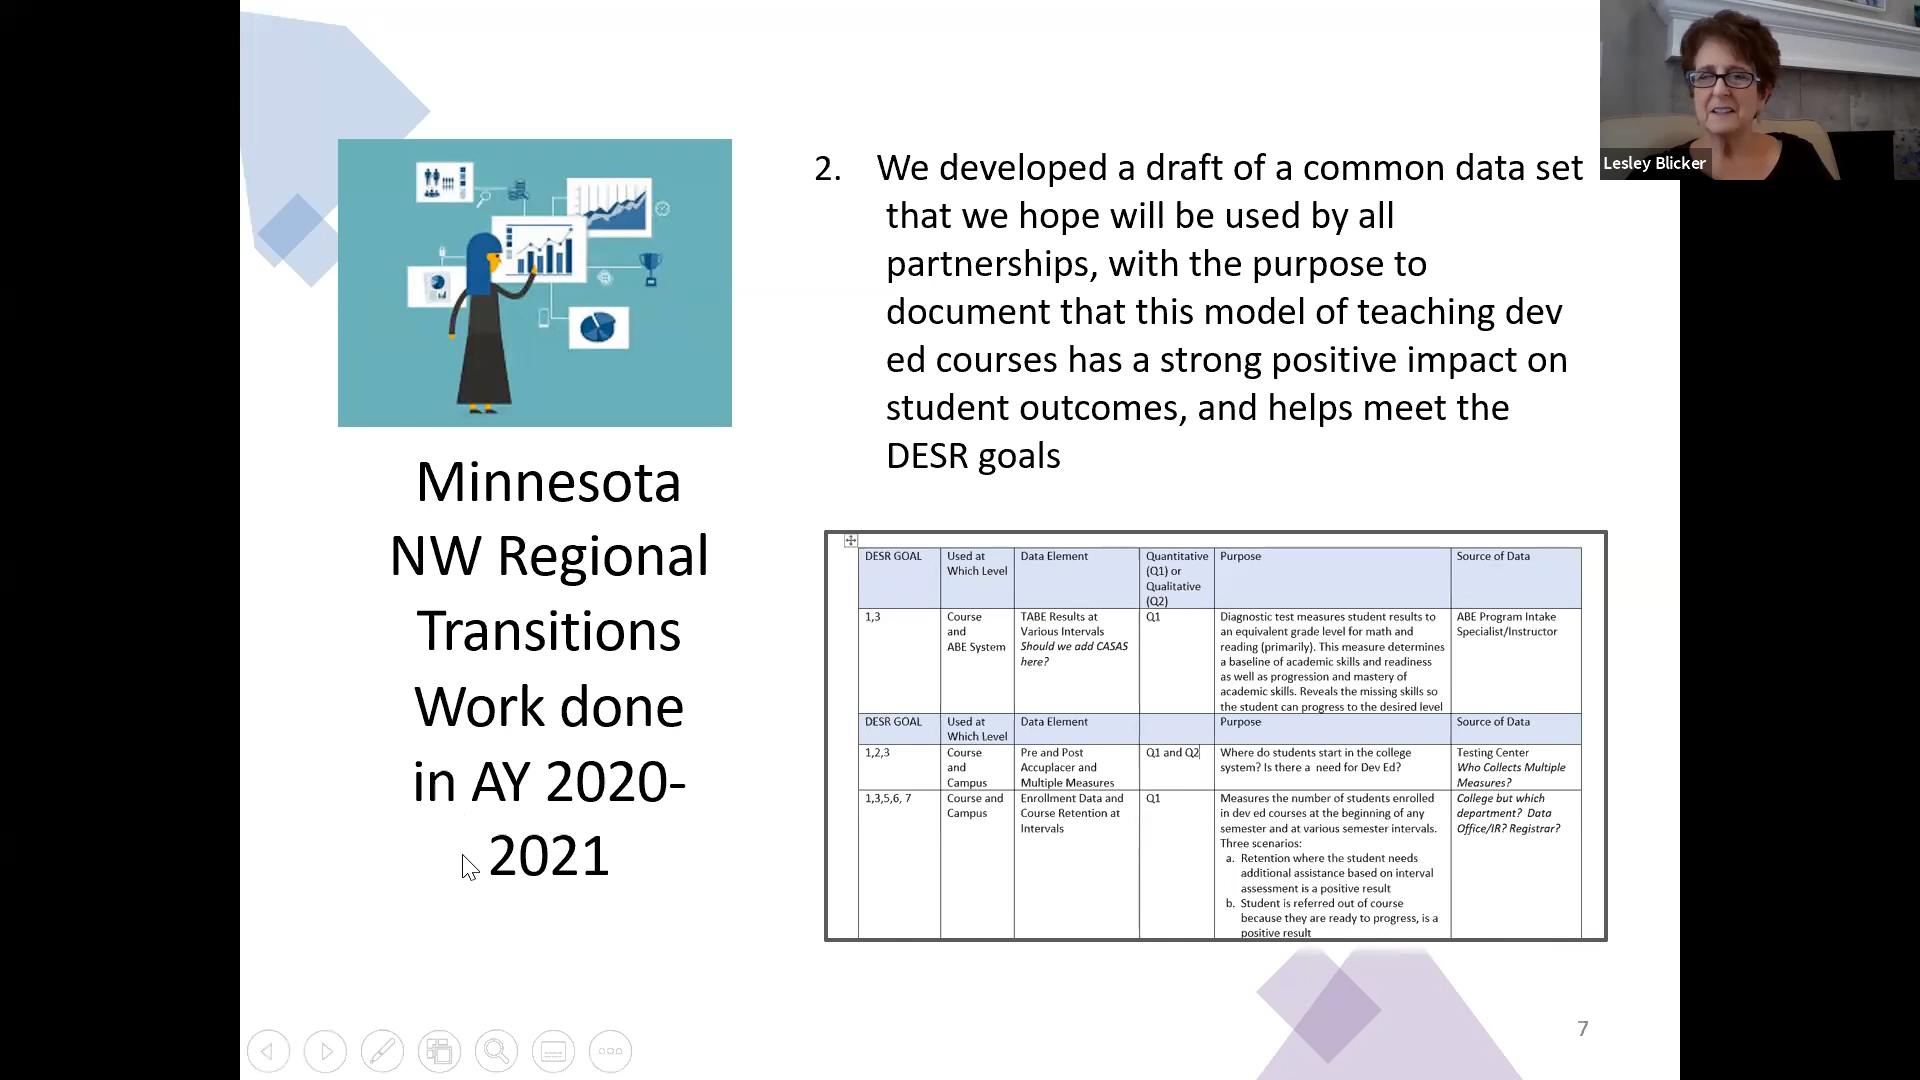 Lesley Blicker
2. We developed a draft of a common data set
that we hope will be used by all
partnerships, with the purpose to
document that this model of teaching dev
ed courses has a strong positive impact on
student outcomes, and helps meet the
DESR goals
Minnesota
NW Regional
Transitions
Work done
in AY 2020-
2021
DESR GOAL
Used at
Which Level
Data Element
Quantitative
(Q1) or
Qualitative
(Q2)
Purpose
Source of Data
1,3
Course
and
ABE System
TABE Results at
Various Intervals
Should we add CASAS
here?
Q1
Diagnostic test measures student results to
an equivalent grade level for math and
reading (primarily). This measure determines
a baseline of academic skills and readiness
as well as progression and mastery of
academic skills. Reveals the missing skills so
the student can progress to the desired level
ABE Program Intake
Specialist/Instructor
DESR GOAL
Used at
Which Level
Data Element
Purpose
Source of Data
1,2,3
Course
and
Campus
Pre and Post
Accuplacer and
Multiple Measures
Q1 and Q2
Where do students start in the college
system? Is there a need for Dev Ed?
Testing Center
Who Collects Multiple
Measures?
1,3,5,6, 7
Course and
Campus
Enrollment Data and
Course Retention at
Intervals
Q1
Measures the number of students enrolled
in dev ed courses at the beginning of any
semester and at various semester intervals.
Three scenarios:
a. Retention where the student needs
additional assistance based on interval
assessment is a positive result
b. Student is referred out of course
because they are ready to progress, is a
positive result
College but which
department? Data
Office/IR? Registrar?
7